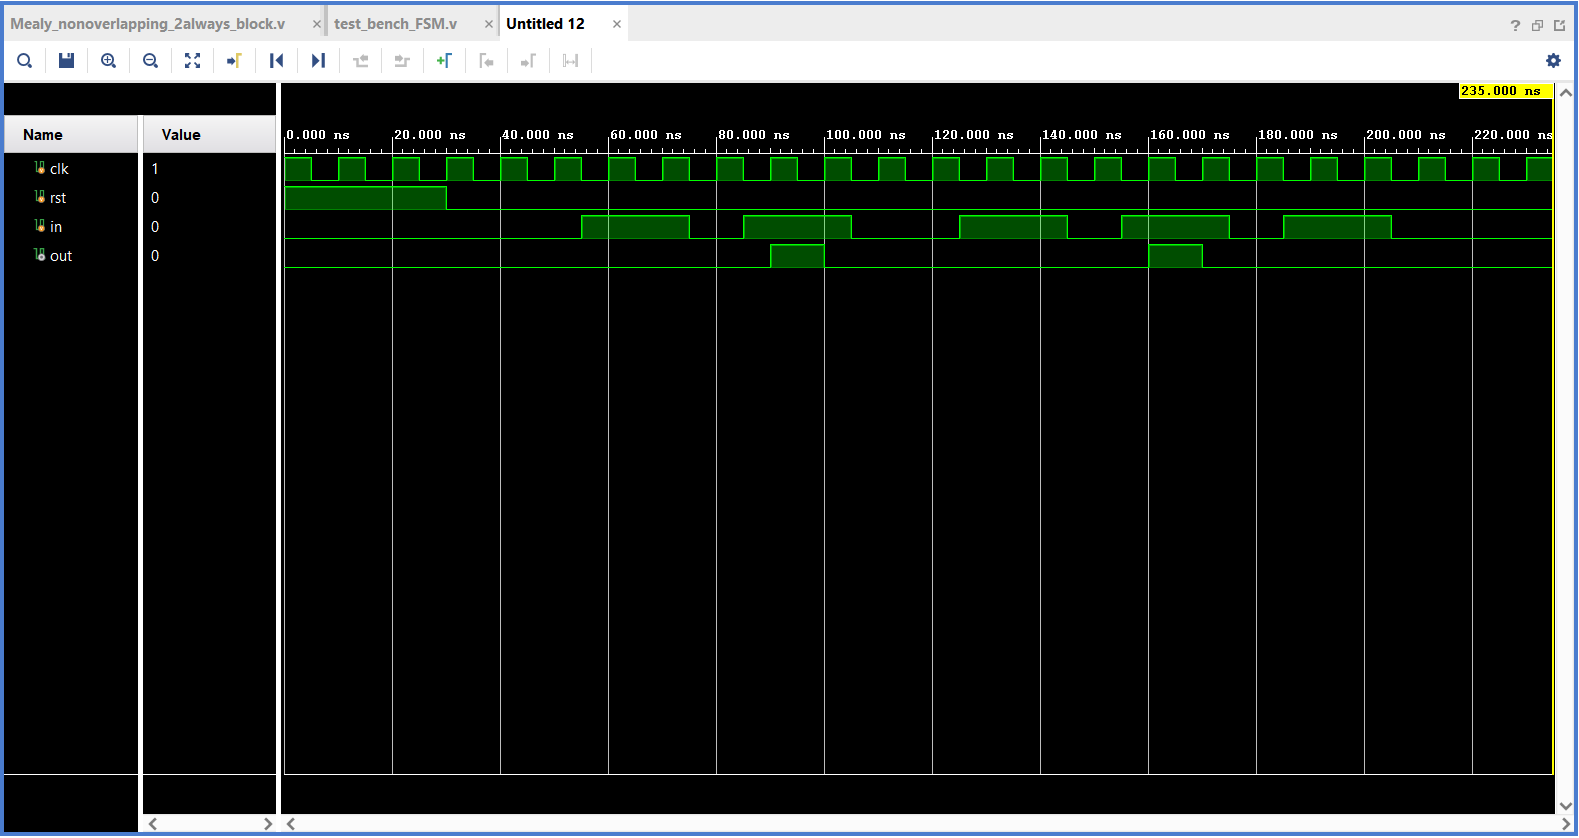 Mealy_nonoverlapping_2always_block.v × test_bench_FSM.v × Untitled 12 ×
?
235.000 ns
Name Value 0.000 ns 20.000 ns 40.000 ns 60.000 ns 80.000 ns 100.000 ns 120.000 ns 140.000 ns 160.000 ns 180.000 ns 200.000 ns 220.000 ns
clk 1
rst 0
in 0
out 0